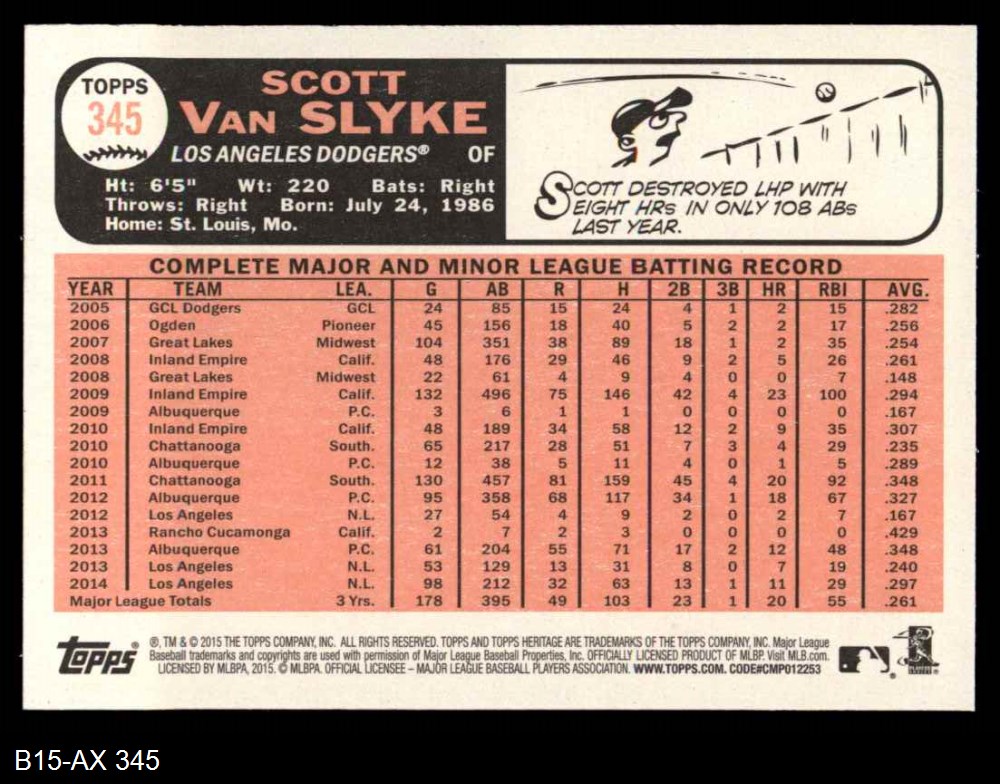 TOPPS
345
SCOTT
VAN SLYKE
LOS ANGELES DODGERS® OF
Ht: 6'5" Wt: 220 Bats: Right
Throws: Right Born: July 24, 1986
Home: St. Louis, Mo.
SCOTT DESTROYED LHP WITH
EIGHT HRs IN ONLY 108 ABs
LAST YEAR.
COMPLETE MAJOR AND MINOR LEAGUE BATTING RECORD
YEAR TEAM LEA. G AB R H 2B 3B HR RBI AVG.
2005 GCL Dodgers GCL 24 85 15 24 4 1 2 15 .282
2006 Ogden Pioneer 45 156 18 40 5 2 2 17 .256
2007 Great Lakes Midwest 104 351 38 89 18 1 2 35 .254
2008 Inland Empire Calif. 48 176 29 46 9 2 5 26 .261
2008 Great Lakes Midwest 22 61 4 9 4 0 0 7 .148
2009 Inland Empire Calif. 132 496 75 146 42 4 23 100 .294
2009 Albuquerque P.C. 3 6 1 1 0 0 0 0 .167
2010 Inland Empire Calif. 48 189 34 58 12 2 9 35 .307
2010 Chattanooga South. 65 217 28 51 7 3 4 29 .235
2010 Albuquerque P.C. 12 38 5 11 4 0 1 5 .289
2011 Chattanooga South. 130 457 81 159 45 4 20 92 .348
2012 Albuquerque P.C. 95 358 68 117 34 1 18 67 .327
2012 Los Angeles N.L. 27 54 4 9 2 0 2 7 .167
2013 Rancho Cucamonga Calif. 2 7 2 3 0 0 0 0 .429
2013 Albuquerque P.C. 61 204 55 71 17 2 12 48 .348
2013 Los Angeles N.L. 53 129 13 31 8 0 7 19 .240
2014 Los Angeles N.L. 98 212 32 63 13 1 11 29 .297
Major League Totals 3 Yrs. 178 395 49 103 23 1 20 55 .261
topps
®, TM & © 2015 THE TOPPS COMPANY, INC. ALL RIGHTS RESERVED. TOPPS AND TOPPS HERITAGE ARE TRADEMARKS OF THE TOPPS COMPANY, INC. Major League
Baseball trademarks and copyrights are used with permission of Major League Baseball Properties, Inc. OFFICIALLY LICENSED PRODUCT OF MLBP. Visit MLB.com.
LICENSED BY MLBPA, 2015. © MLBPA. OFFICIAL LICENSEE – MAJOR LEAGUE BASEBALL PLAYERS ASSOCIATION. WWW.TOPPS.COM. CODE#CMP012253
B15-AX 345